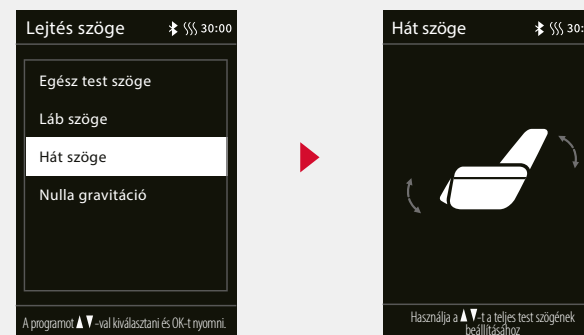 Lejtés szöge 30:00
Egész test szöge
Láb szöge
Hát szöge
Nulla gravitáció
A programot ▲▼-val kiválasztani és OK-t nyomni.
Hát szöge 30:
Használja a ▲▼-t a teljes test szögének
beállításához